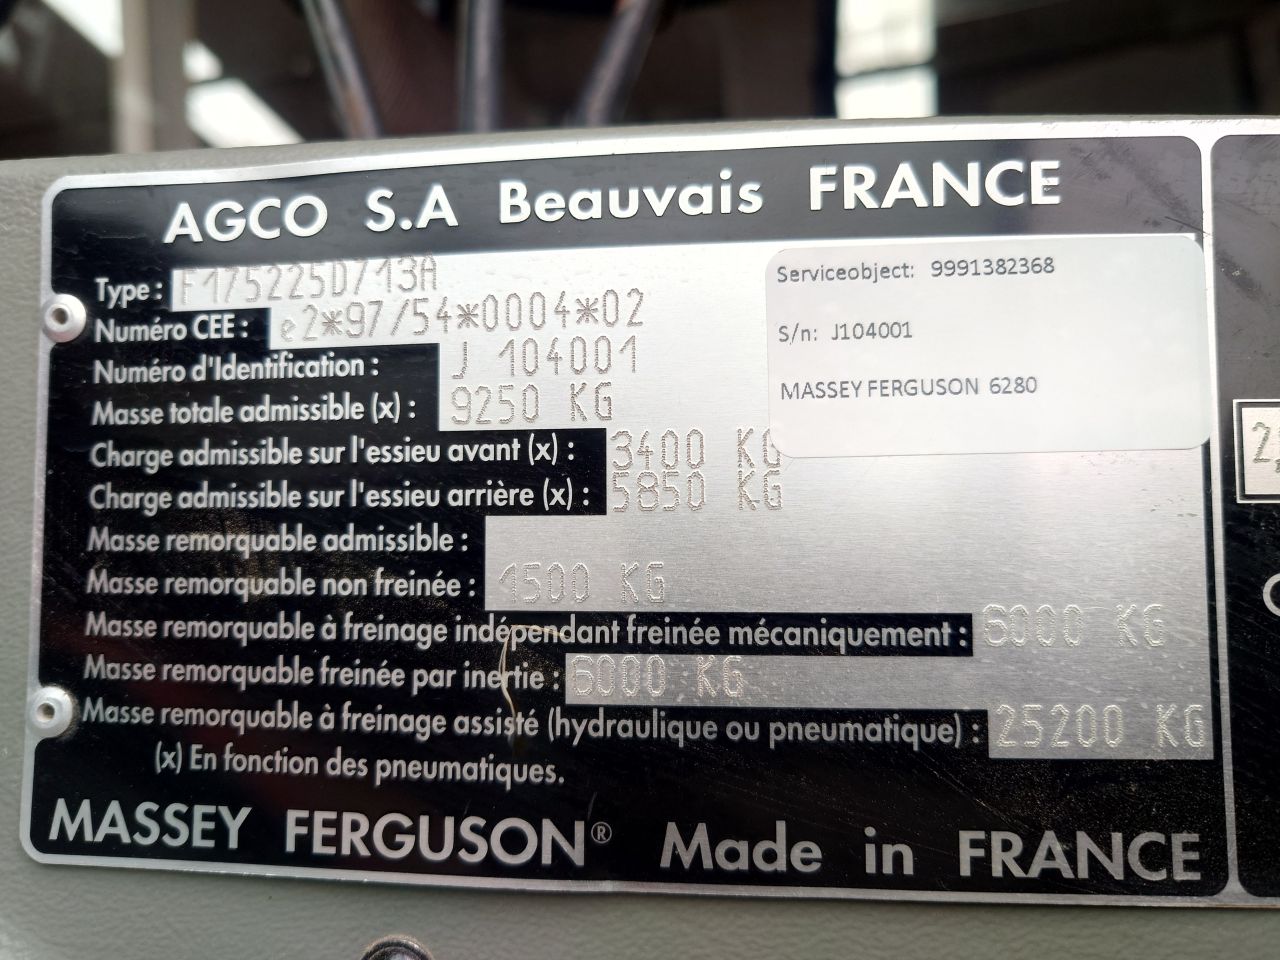 AGCO S.A Beauvais FRANCE
Type : F175225D713A
Numéro CEE : e2*97/54*0004*02
Numéro d'Identification : J 104001
Masse totale admissible (x) : 9250 KG
Charge admissible sur l'essieu avant (x) : 3400 KG
Charge admissible sur l'essieu arrière (x) : 5850 KG
Masse remorquable admissible :
Masse remorquable non freinée : 1500 KG
Masse remorquable à freinage indépendant freinée mécaniquement : 6000 KG
Masse remorquable freinée par inertie : 6000 KG
Masse remorquable à freinage assisté (hydraulique ou pneumatique) : 25200 KG
(x) En fonction des pneumatiques.
MASSEY FERGUSON® Made in FRANCE
Serviceobject: 9991382368
S/n: J104001
MASSEY FERGUSON 6280